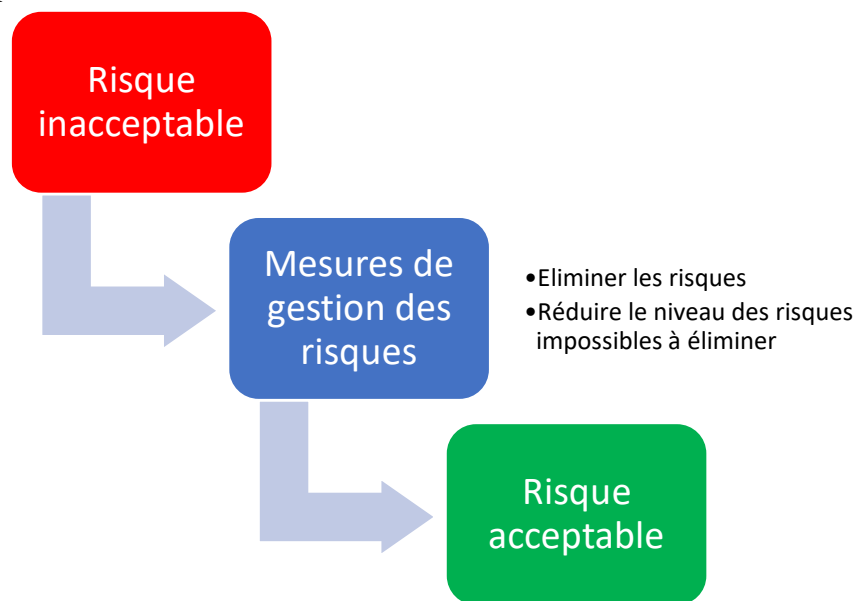 Risque
inacceptable
Mesures de
gestion des
risques
•Eliminer les risques
•Réduire le niveau des risques
impossibles à éliminer
Risque
acceptable